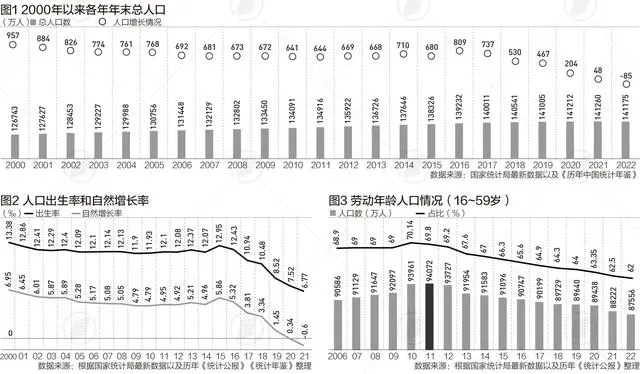 图1 2000年以来各年年末总人口
（万人） 总人口数 人口增长情况
957 884 826 774 761 768 692 681 673 672 641 644 669 668 710 680 809 737 530 467 204 48 -85
126743 127627 128453 129227 129988 130756 131448 132129 132802 133450 134091 134916 135922 136726 137646 138326 139232 140011 140541 141005 141212 141260 141175
2000 2001 2002 2003 2004 2005 2006 2007 2008 2009 2010 2011 2012 2013 2014 2015 2016 2017 2018 2019 2020 2021 2022
数据来源：国家统计局最新数据以及《历年中国统计年鉴》
图2 人口出生率和自然增长率
（‰） 出生率 自然增长率
13.38 12.86 12.41 12.29 12.4 12.09 12.1 12.14 11.9 11.93 12.1 12.08 12.37 12.07 12.95 12.43 10.94 10.48 8.52 7.52 6.77
6.95 6.45 6.01 5.87 5.89 5.28 5.17 5.08 5.05 4.79 4.79 4.95 4.92 5.21 4.96 5.86 5.32 3.81 3.34 1.45 0.34 -0.6
0
2000 01 02 03 04 05 06 07 08 09 10 11 12 13 14 15 16 17 18 19 20 21
数据来源：根据国家统计局最新数据以及历年《统计公报》《统计年鉴》整理
图3 劳动年龄人口情况（16~59岁）
人口数（万人） 占比(%)
68.9 69 69 69 70.14 69.8 69.2 67.6 67 66.3 65.6 64.9 64.3 64 63.35 62.5 62
90586 91129 91647 92097 93961 94072 93727 91954 91583 91096 90747 90199 89729 89640 89438 88222 87556
2006 07 08 09 10 11 12 13 14 15 16 17 18 19 20 21 22
数据来源：根据国家统计局最新数据以及历年《统计公报》整理